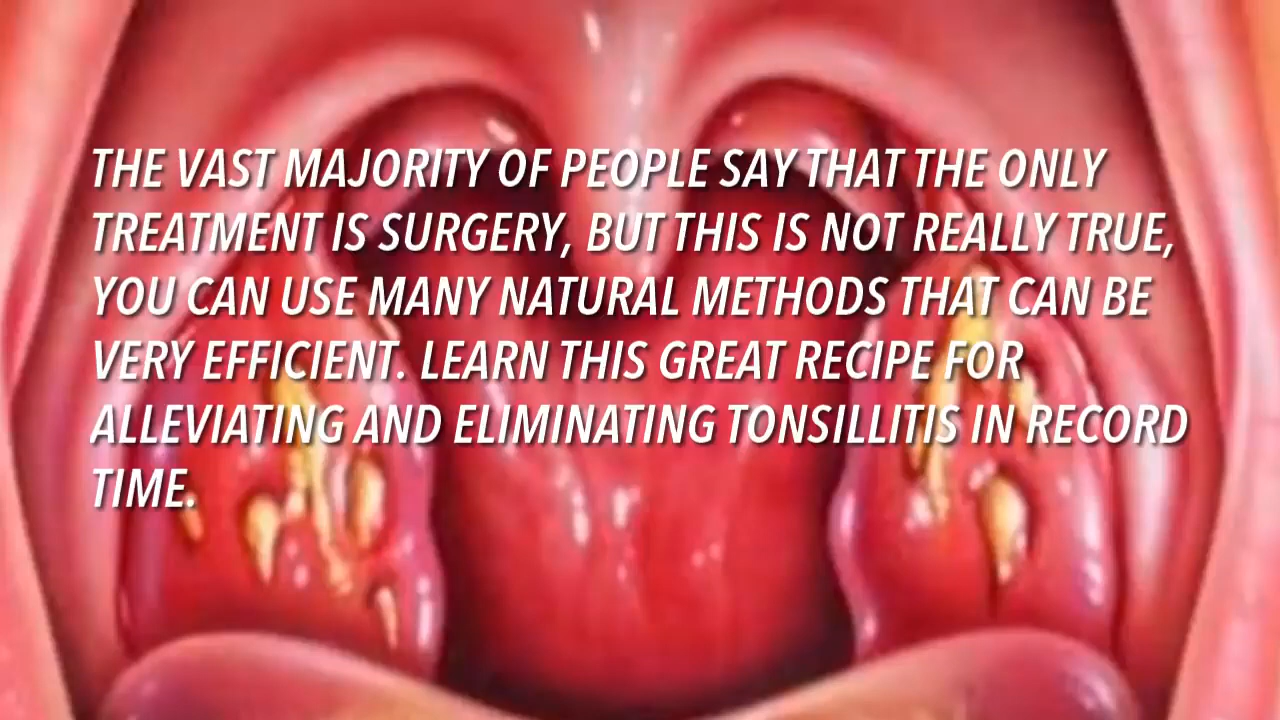 THE VAST MAJORITY OF PEOPLE SAY THAT THE ONLY
TREATMENT IS SURGERY, BUT THIS IS NOT REALLY TRUE,
YOU CAN USE MANY NATURAL METHODS THAT CAN BE
VERY EFFICIENT. LEARN THIS GREAT RECIPE FOR
ALLEVIATING AND ELIMINATING TONSILLITIS IN RECORD
TIME.